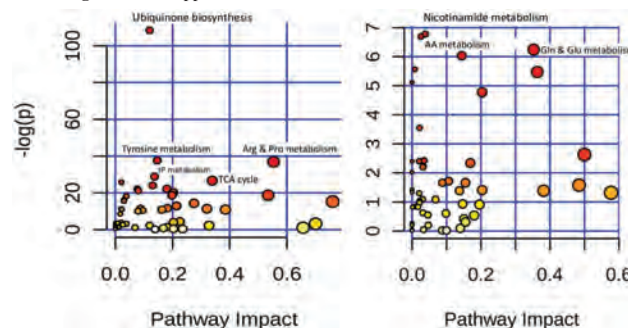 Ubiquinone biosynthesis
Nicotinamide metabolism
-log(p)
100
60
20
0
Tyrosine metabolism
Arg & Pro metabolism
TCA cycle
0.0
0.2
0.4
0.6
Pathway Impact
7
6
5
4
3
2
1
0
AA metabolism
Gln & Glu metabolism
0.0
0.2
0.4
0.6
Pathway Impact